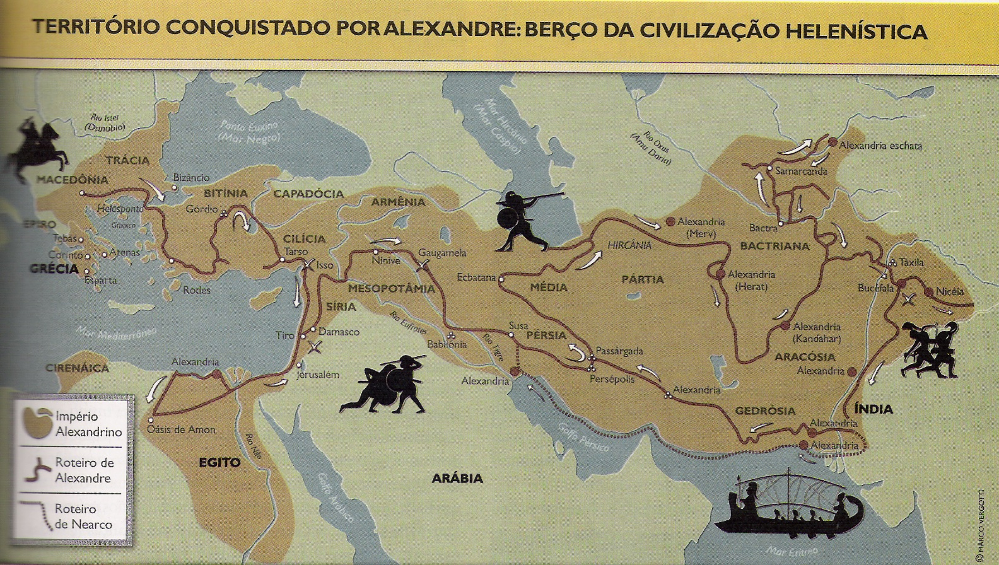 TERRITÓRIO CONQUISTADO POR ALEXANDRE: BERÇO DA CIVILIZAÇÃO HELENÍSTICA
Rio Ister
(Danubio)
Ponto Euxino
(Mar Negro)
Mar Hircânio
(Mar Cáspio)
Rio Oxus
(Amu Daria)
Alexandria eschata
TRÁCIA
Samarcanda
MACEDÔNIA
Bizâncio
BITÍNIA
CAPADÓCIA
ARMÊNIA
Helesponto
Górdio
Granico
EPIRO
Alexandria
(Merv)
Bactra
Tebas
CILÍCIA
HIRCÂNIA
BACTRIANA
Corinto
Atenas
Tarso
Nínive
Gaugamela
GRÉCIA
Isso
Taxila
Esparta
Ecbatana
MÉDIA
PÁRTIA
Alexandria
(Herat)
Rodes
MESOPOTÂMIA
Bucéfala
Nicéia
SÍRIA
Rio Eufrates
Mar Mediterrâneo
Tiro
Damasco
Susa
PÉRSIA
Alexandria
(Kandahar)
Babilônia
Rio Tigre
Passárgada
CIRENÁICA
Alexandria
ARACÓSIA
Jerusalém
Alexandria
Persépolis
Alexandria
Alexandria
GEDRÓSIA
ÍNDIA
Oásis de Amon
Alexandria
Rio Nilo
Golfo Pérsico
Alexandria
EGITO
Golfo Arábico
ARÁBIA
Mar Eritreo
Império
Alexandrino
Roteiro de
Alexandre
Roteiro
de Nearco
© MARCO VERGOTTI